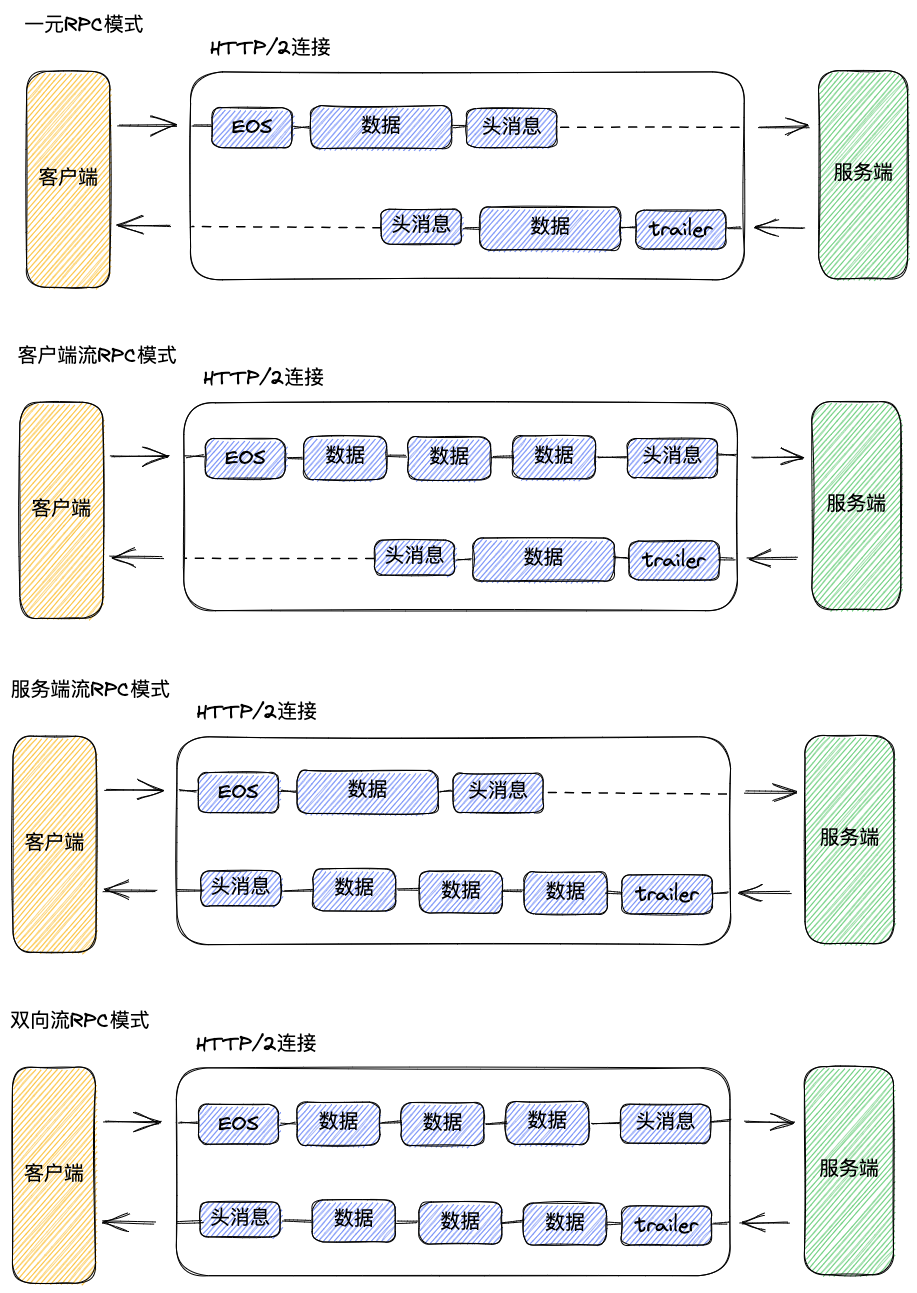 一元RPC模式
HTTP/2连接
客户端
EOS
数据
头消息
服务端
头消息
数据
trailer
客户端流RPC模式
HTTP/2连接
客户端
EOS
数据
数据
数据
头消息
服务端
头消息
数据
trailer
服务端流RPC模式
HTTP/2连接
客户端
EOS
数据
头消息
服务端
头消息
数据
数据
数据
trailer
双向流RPC模式
HTTP/2连接
客户端
EOS
数据
数据
数据
头消息
服务端
头消息
数据
数据
数据
trailer